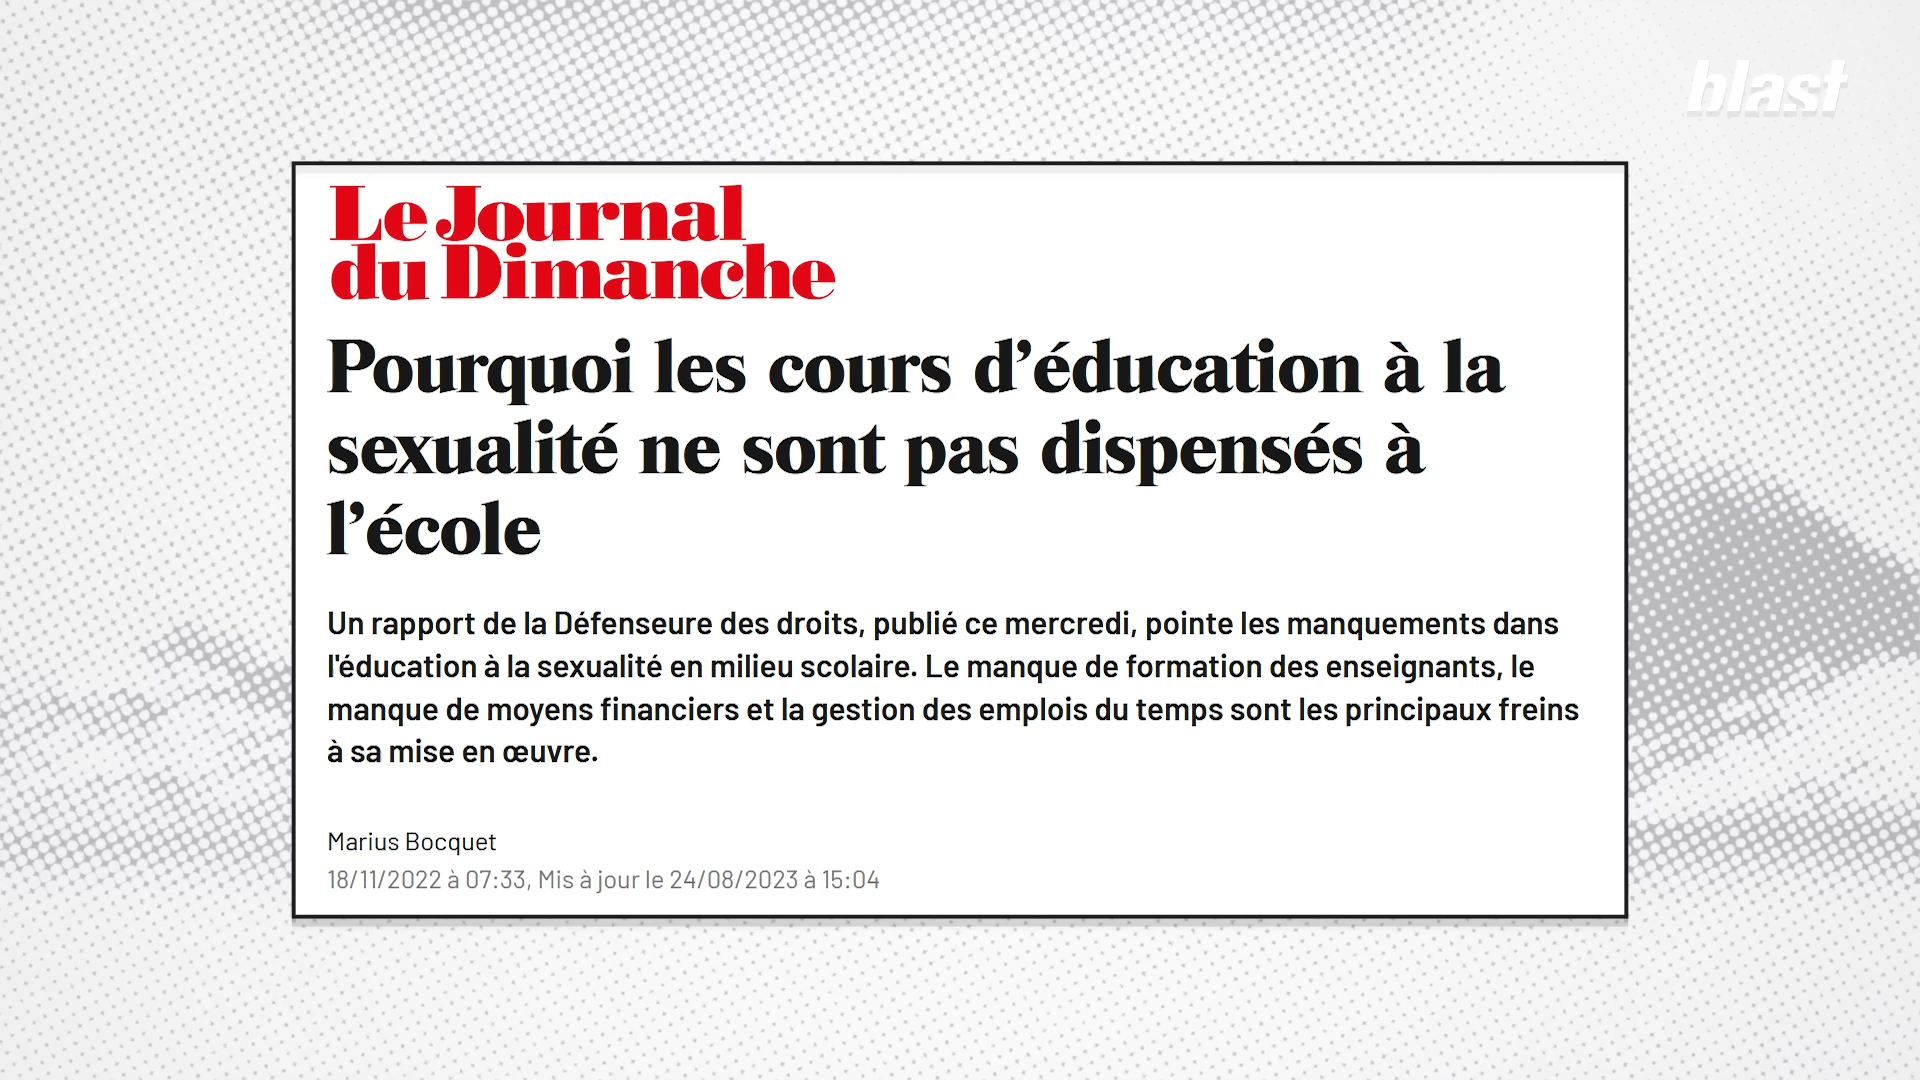 blast
Le Journal
du Dimanche
Pourquoi les cours d’éducation à la
sexualité ne sont pas dispensés à
l’école
Un rapport de la Défenseure des droits, publié ce mercredi, pointe les manquements dans
l'éducation à la sexualité en milieu scolaire. Le manque de formation des enseignants, le
manque de moyens financiers et la gestion des emplois du temps sont les principaux freins
à sa mise en œuvre.
Marius Bocquet
18/11/2022 à 07:33, Mis à jour le 24/08/2023 à 15:04